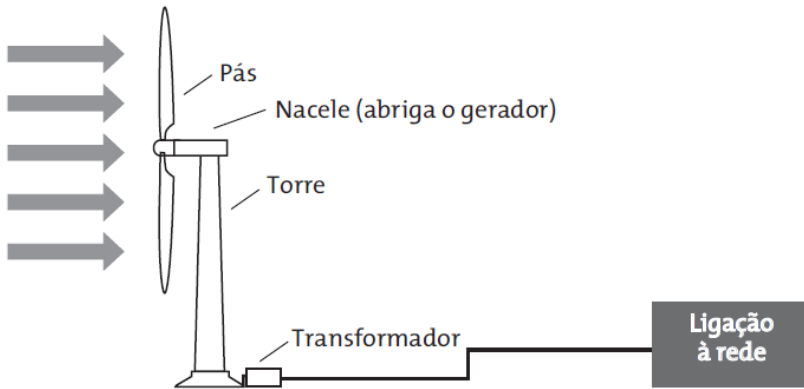 Pás
Nacele (abriga o gerador)
Torre
Transformador
Ligação
à rede